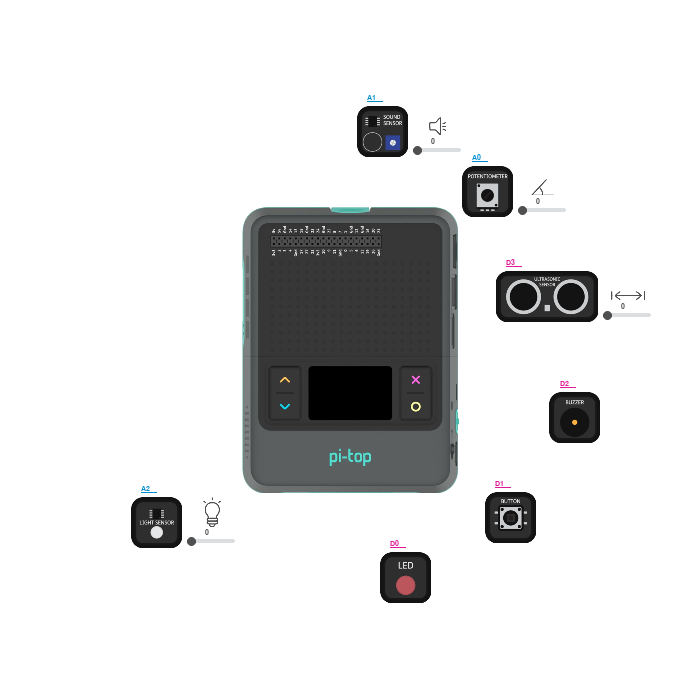 A1
SOUND
SENSOR
0
A0
POTENTIOMETER
0
D3
ULTRASONIC
SENSOR
0
D2
BUZZER
pi-top
A2
LIGHT SENSOR
0
D1
BUTTON
D0
LED